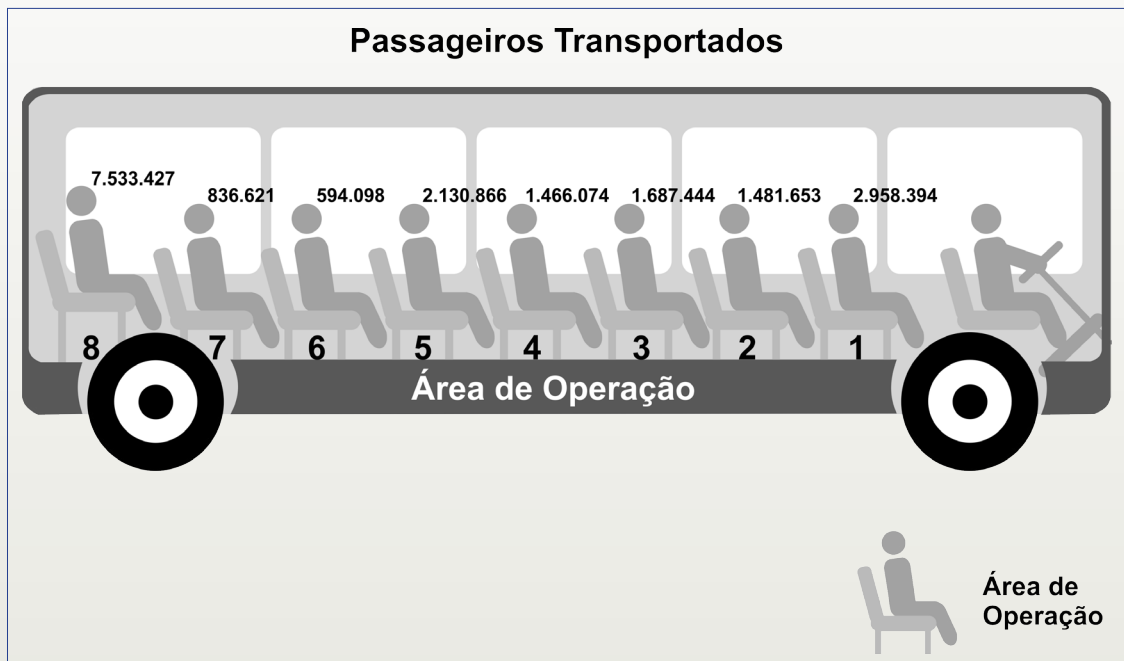 Passageiros Transportados
7.533.427
836.621 594.098 2.130.866 1.466.074 1.687.444 1.481.653 2.958.394
8 7 6 5 4 3 2 1
Área de Operação
Área de
Operação